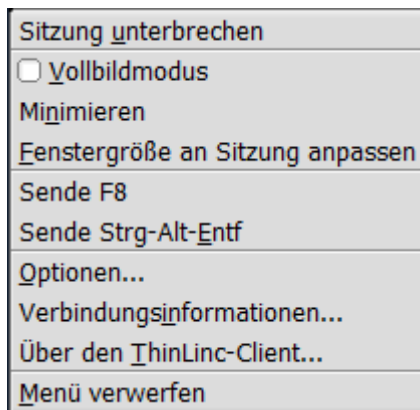 Sitzung unterbrechen
Vollbildmodus
Minimieren
Fenstergröße an Sitzung anpassen
Sende F8
Sende Strg-Alt-Entf
Optionen...
Verbindungsinformationen...
Über den ThinLinc-Client...
Menü verwerfen